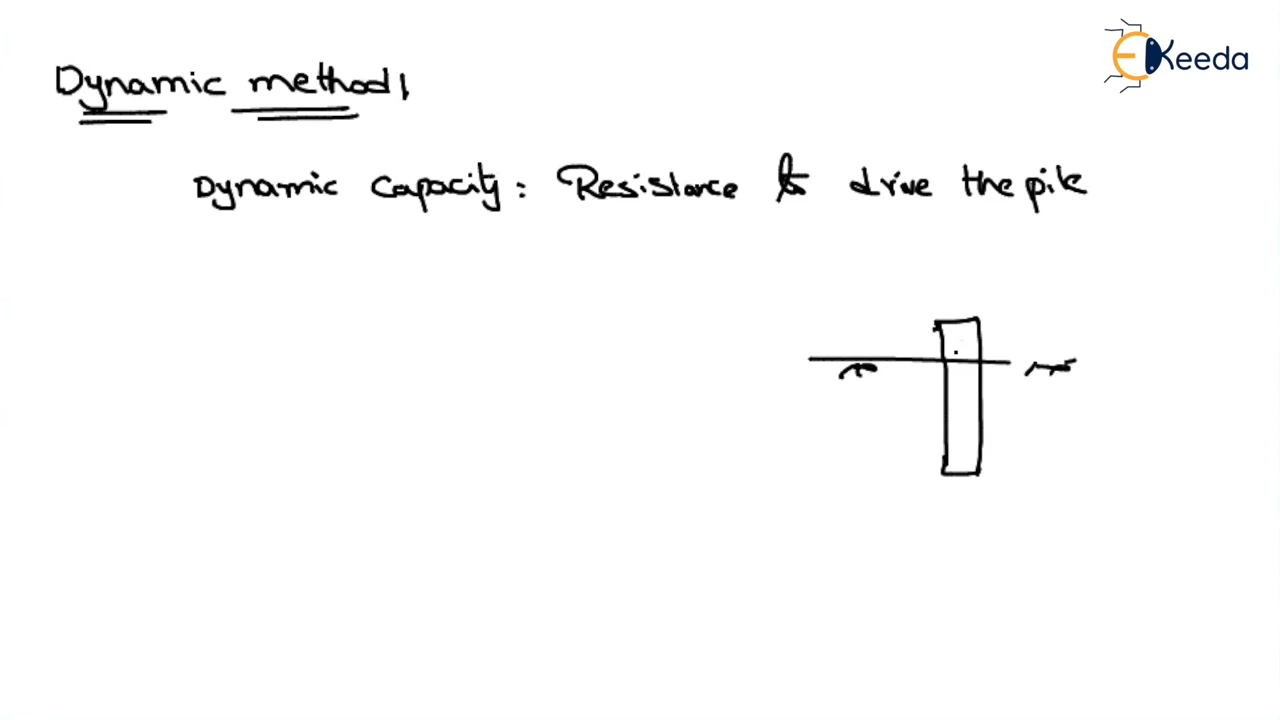 Ekeeda
Dynamic method
Dynamic Capacity : Resistance to drive the pile